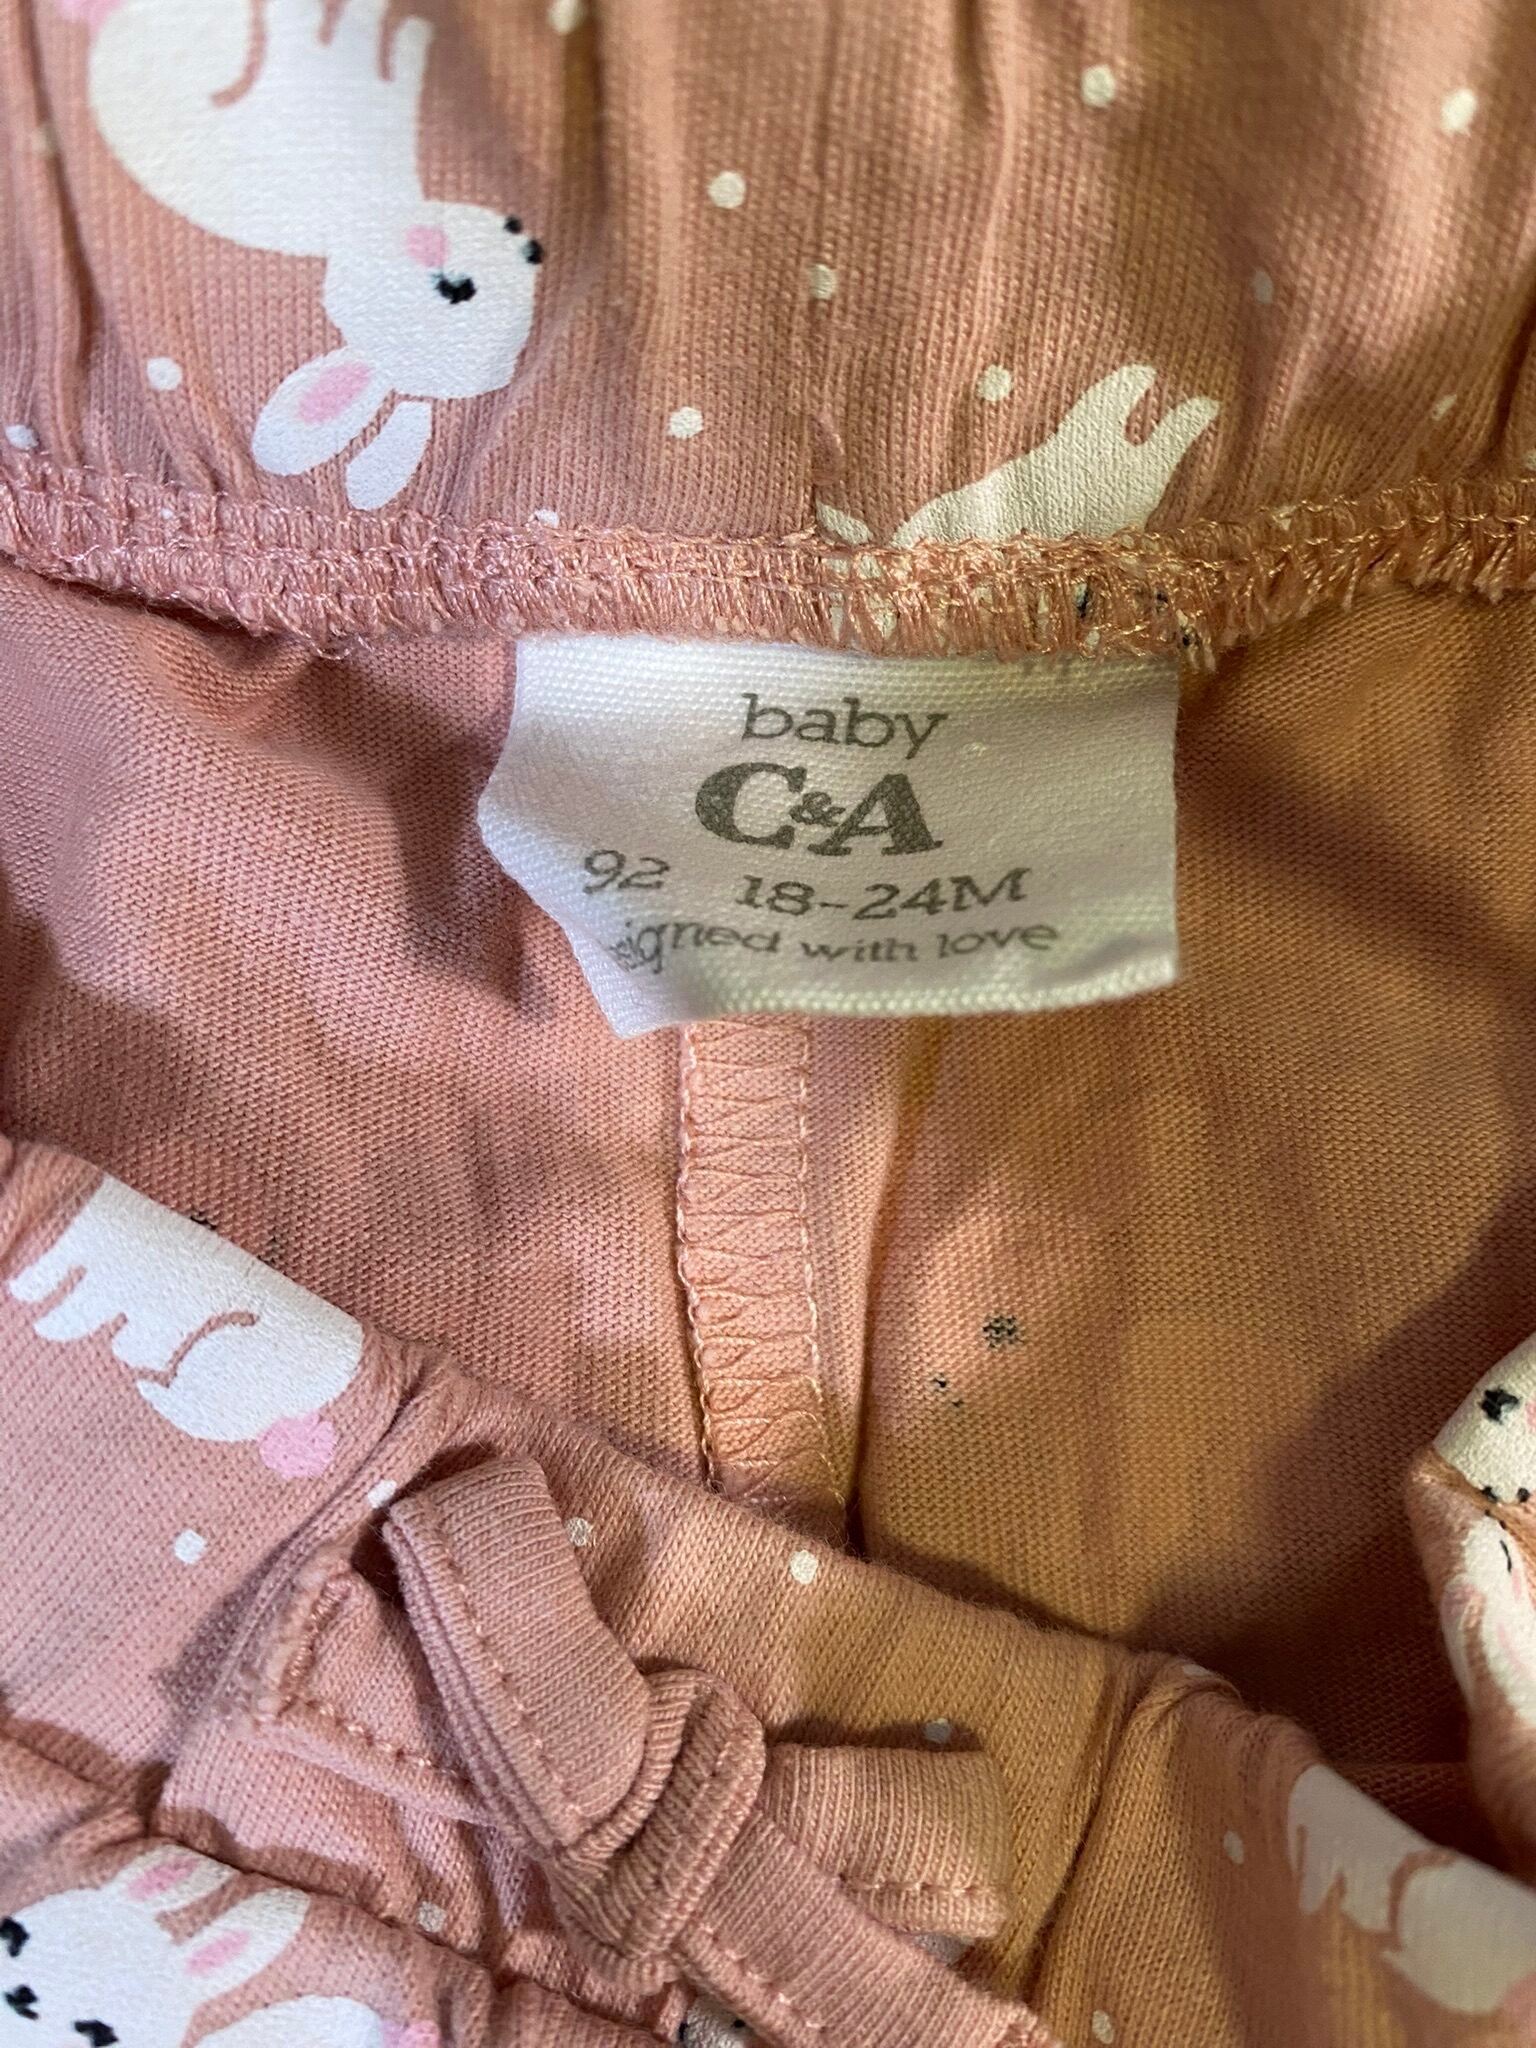 baby
C&A
92 18-24M
signed with love